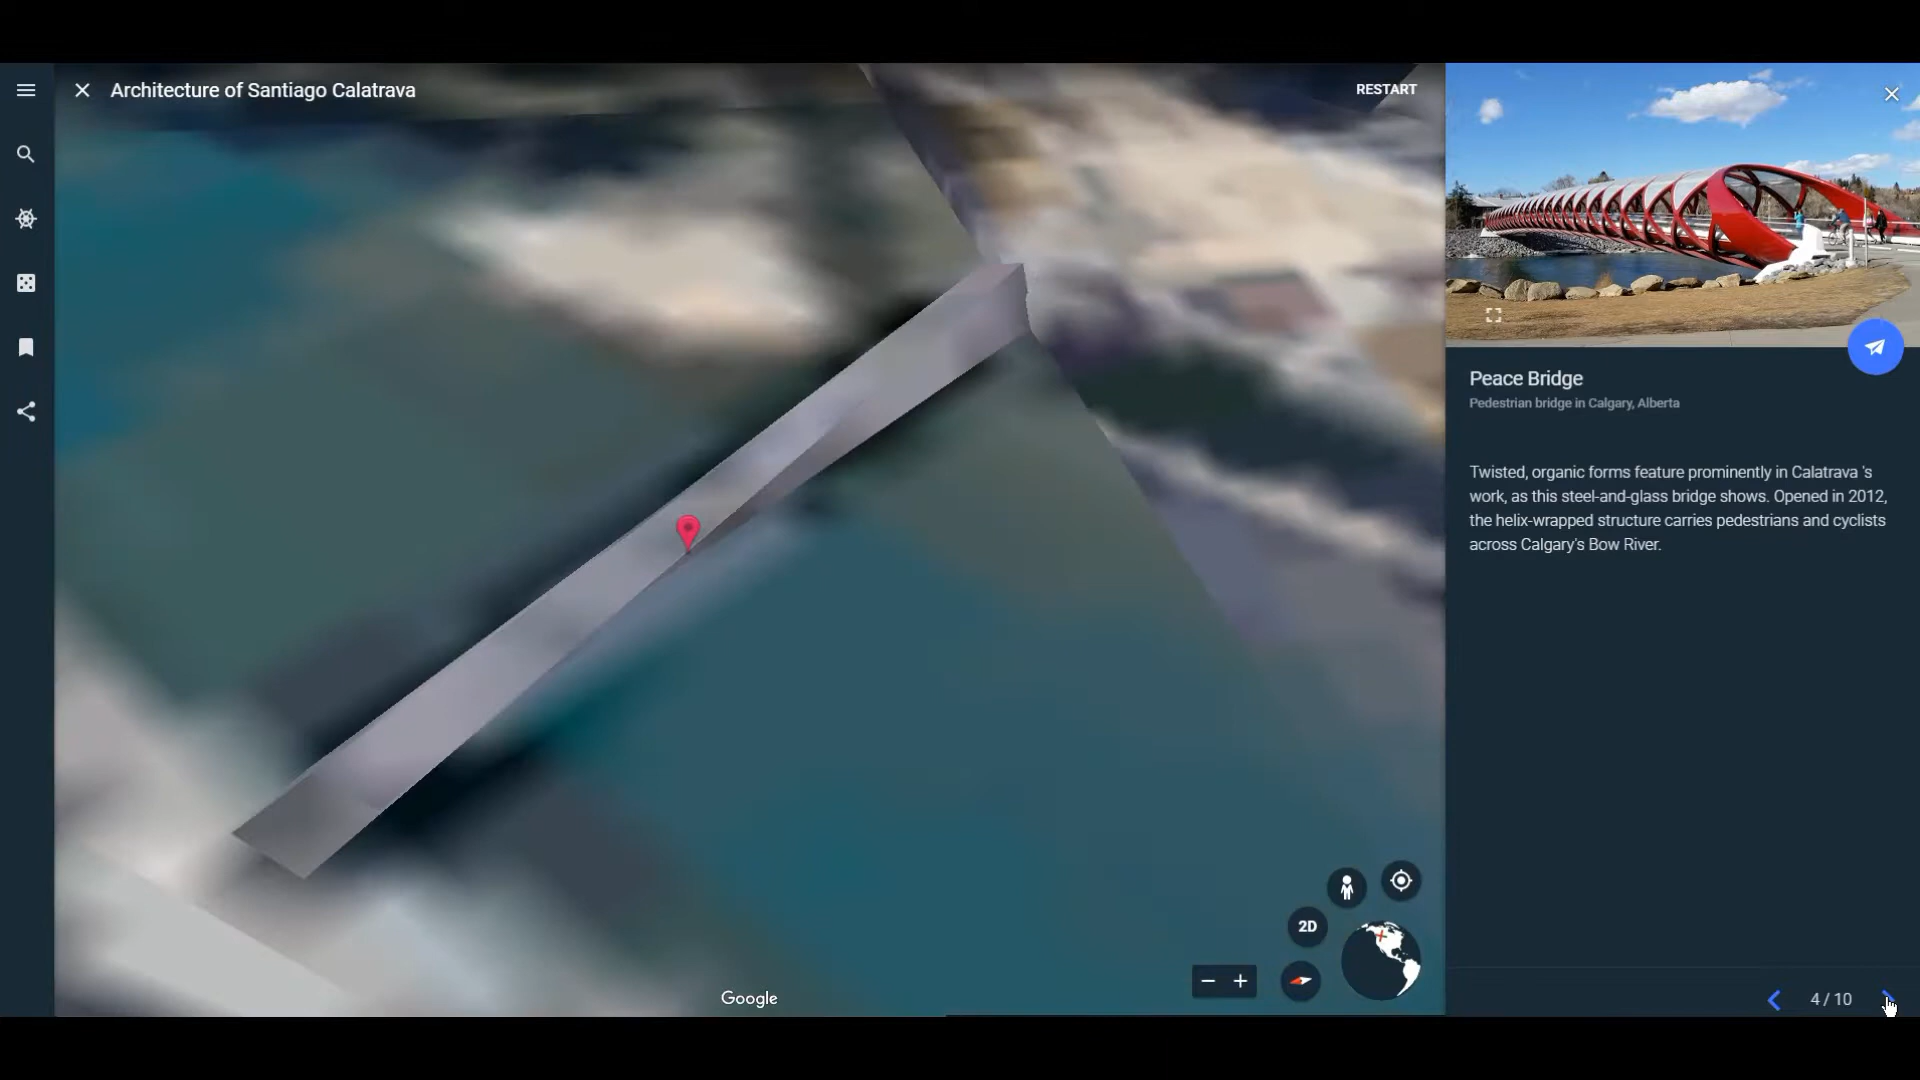 Architecture of Santiago Calatrava
RESTART
Peace Bridge
Pedestrian bridge in Calgary, Alberta
Twisted, organic forms feature prominently in Calatrava 's
work, as this steel-and-glass bridge shows. Opened in 2012,
the helix-wrapped structure carries pedestrians and cyclists
across Calgary's Bow River.
2D
Google
4 / 10